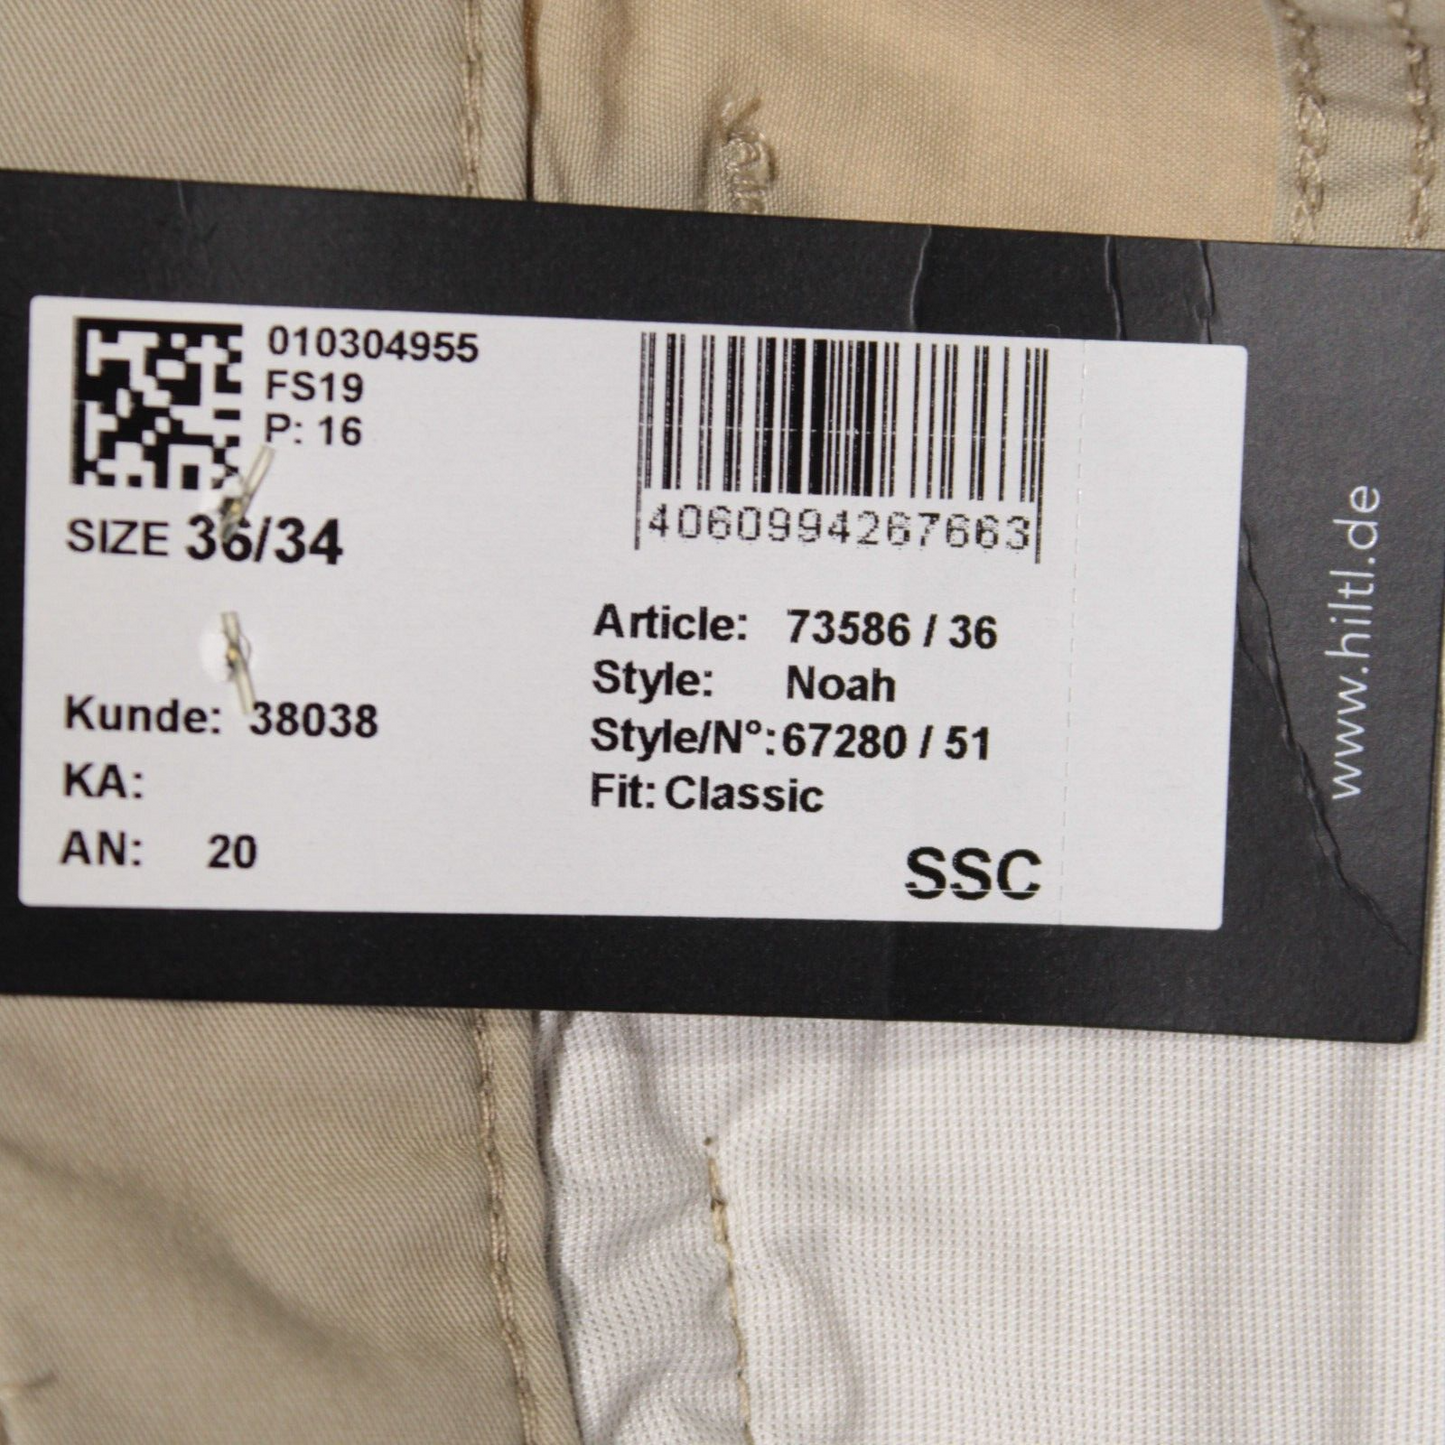 010304955
FS19
P: 16
SIZE 36/34
4060994267663
Article: 73586 / 36
Style: Noah
Style/N°: 67280 / 51
Fit: Classic
Kunde: 38038
KA:
AN: 20
SSC
www.hiltl.de